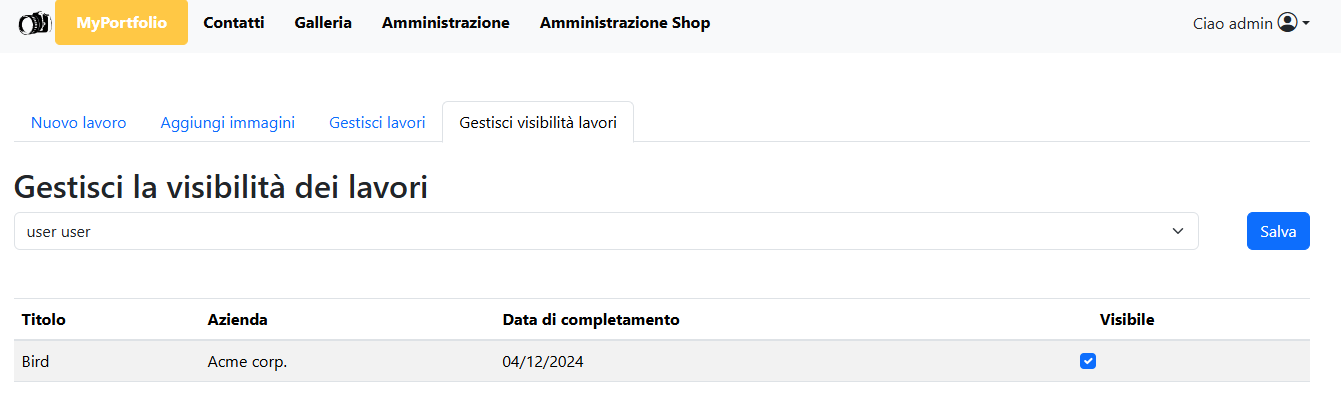 MyPortfolio Contatti Galleria Amministrazione Amministrazione Shop Ciao admin
Nuovo lavoro Aggiungi immagini Gestisci lavori Gestisci visibilità lavori
Gestisci la visibilità dei lavori
user user Salva
Titolo Azienda Data di completamento Visibile
Bird Acme corp. 04/12/2024